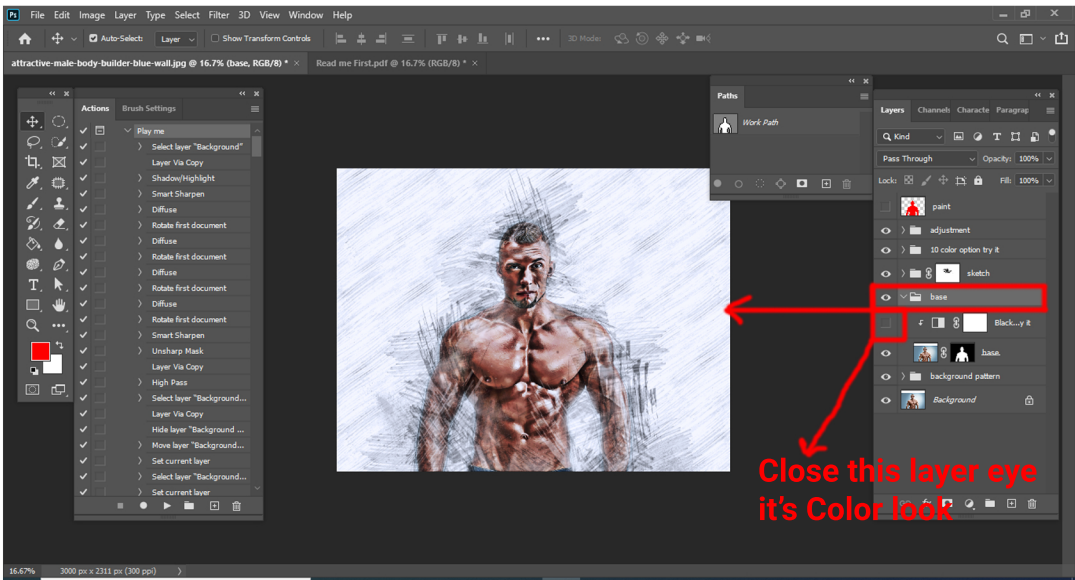 Ps File Edit Image Layer Type Select Filter 3D View Window Help
Auto-Select: Layer Show Transform Controls 3D Mode:
attractive-male-body-builder-blue-wall.jpg @ 16.7% (base, RGB/8) * × Read me First.pdf @ 16.7% (RGB/8) * ×
Actions Brush Settings
Play me
Select layer "Background"
Layer Via Copy
Shadow/Highlight
Smart Sharpen
Diffuse
Rotate first document
Diffuse
Rotate first document
Diffuse
Rotate first document
Diffuse
Rotate first document
Smart Sharpen
Unsharp Mask
Layer Via Copy
High Pass
Select layer "Background...
Layer Via Copy
Hide layer "Background ...
Move layer "Background...
Set current layer
Select layer "Background...
Set current layer
Paths
Work Path
Layers Channels Characte Paragrap
Kind
Pass Through Opacity: 100%
Lock: Fill: 100%
paint
adjustment
10 color option try it
sketch
base
Black...y it
.base.
background pattern
Background
Close this layer eye
it's Color look
16.67% 3000 px x 2311 px (300 ppi)